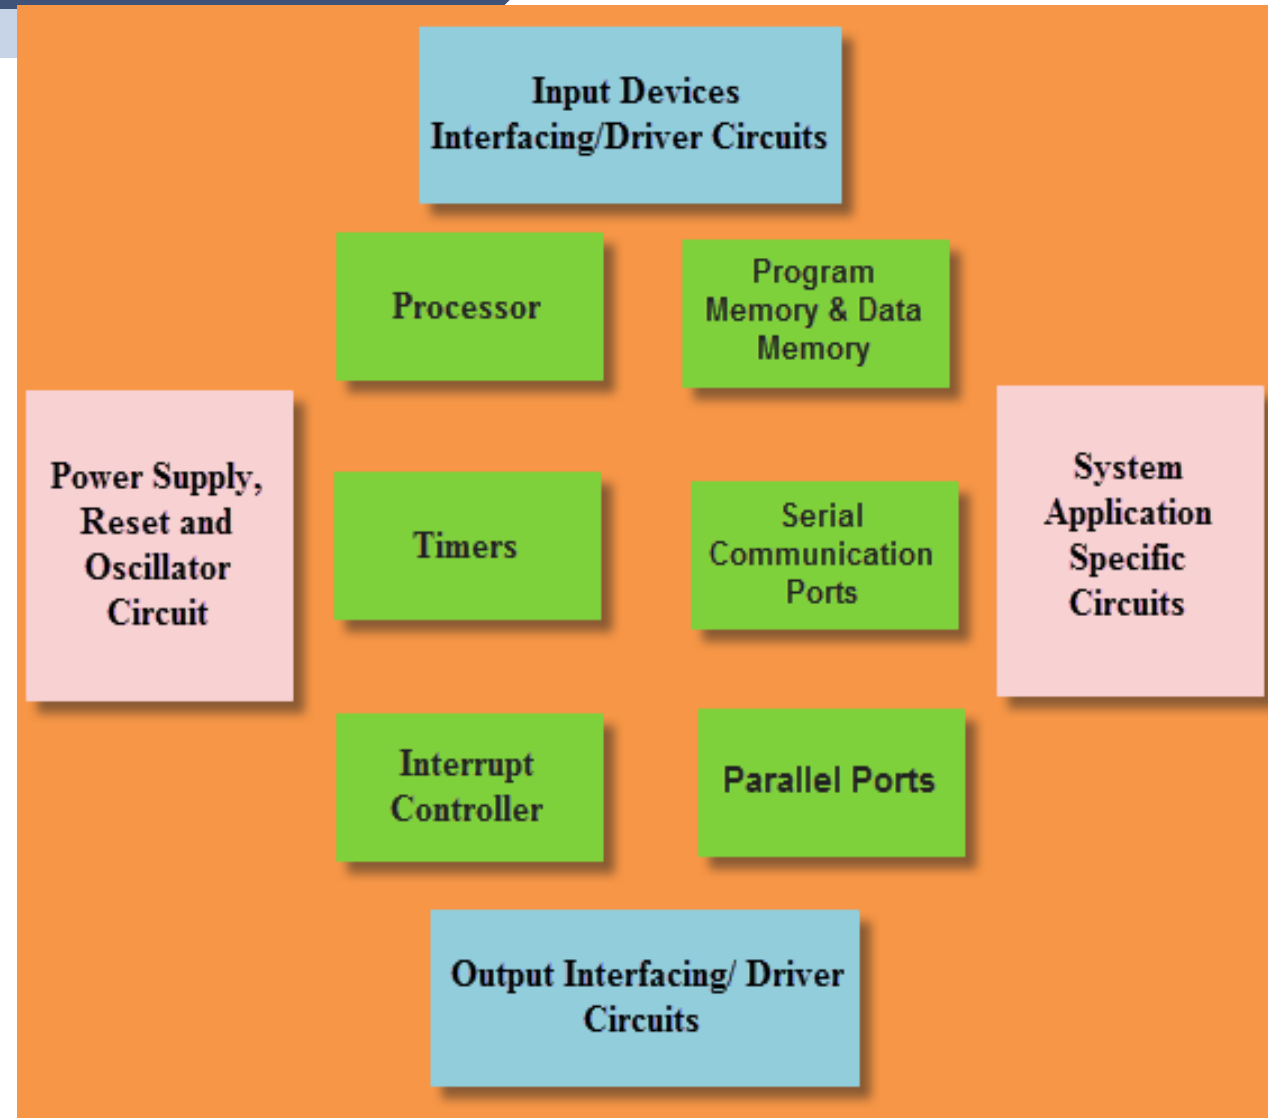 Input Devices
Interfacing/Driver Circuits
Processor
Program
Memory & Data
Memory
Power Supply,
Reset and
Oscillator
Circuit
Timers
Serial
Communication
Ports
System
Application
Specific
Circuits
Interrupt
Controller
Parallel Ports
Output Interfacing/ Driver
Circuits